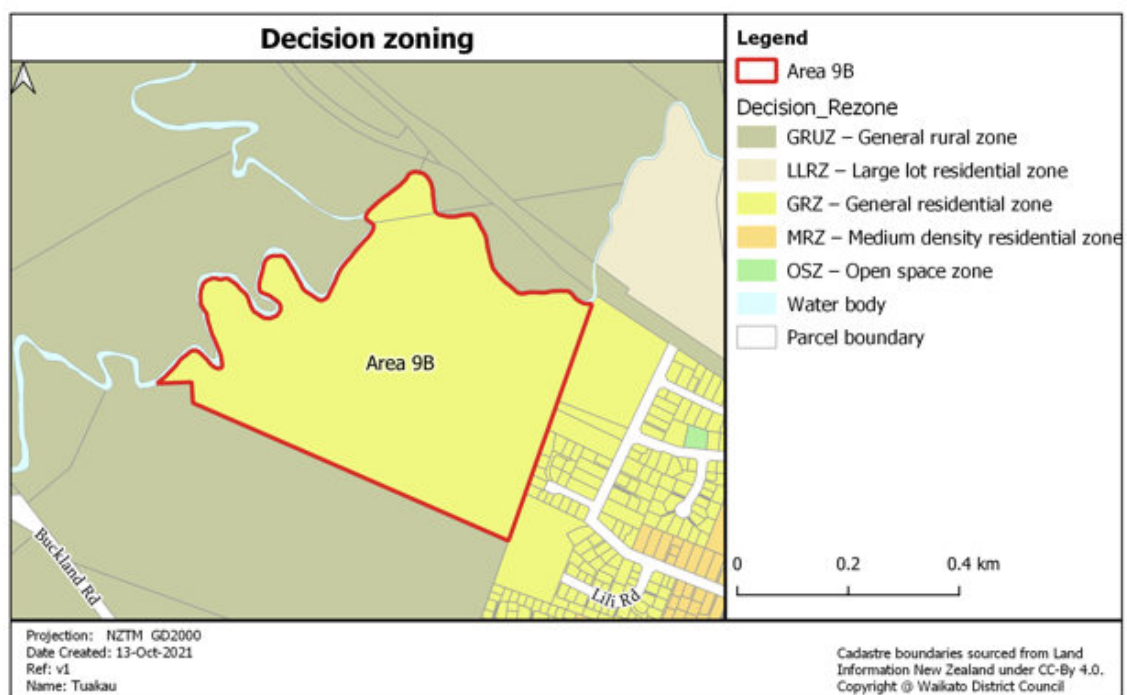 Decision zoning
Area 9B
Buckland Rd
Lili Rd
Legend
Area 9B
Decision_Rezone
GRUZ – General rural zone
LLRZ – Large lot residential zone
GRZ – General residential zone
MRZ – Medium density residential zone
OSZ – Open space zone
Water body
Parcel boundary
0 0.2 0.4 km
Projection: NZTM GD2000
Date Created: 13-Oct-2021
Ref: v1
Name: Tuakau
Cadastre boundaries sourced from Land
Information New Zealand under CC-By 4.0.
Copyright @ Waikato District Council